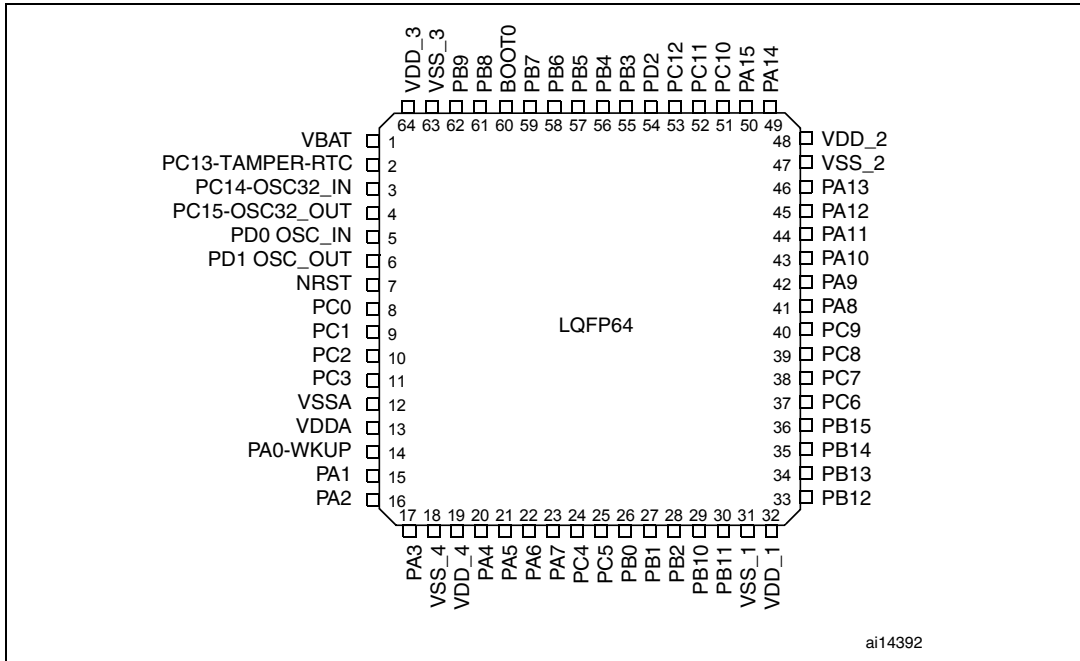 VDD_3
VSS_3
PB9
PB8
BOOT0
PB7
PB6
PB5
PB4
PB3
PD2
PC12
PC11
PC10
PA15
PA14
64 63 62 61 60 59 58 57 56 55 54 53 52 51 50 49
VBAT 1
PC13-TAMPER-RTC 2
PC14-OSC32_IN 3
PC15-OSC32_OUT 4
PD0 OSC_IN 5
PD1 OSC_OUT 6
NRST 7
PC0 8
PC1 9
PC2 10
PC3 11
VSSA 12
VDDA 13
PA0-WKUP 14
PA1 15
PA2 16
LQFP64
48 VDD_2
47 VSS_2
46 PA13
45 PA12
44 PA11
43 PA10
42 PA9
41 PA8
40 PC9
39 PC8
38 PC7
37 PC6
36 PB15
35 PB14
34 PB13
33 PB12
17 18 19 20 21 22 23 24 25 26 27 28 29 30 31 32
PA3
VSS_4
VDD_4
PA4
PA5
PA6
PA7
PC4
PC5
PB0
PB1
PB2
PB10
PB11
VSS_1
VDD_1
ai14392